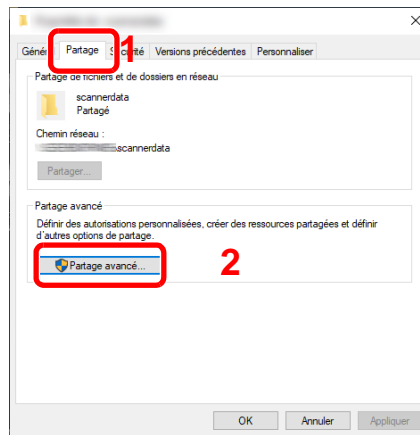 Général Partage Sécurité Versions précédentes Personnaliser
1
Partage de fichiers et de dossiers en réseau
scannerdata
Partagé
Chemin réseau :
scannerdata
Partager...
Partage avancé
Définir des autorisations personnalisées, créer des ressources partagées et définir
d'autres options de partage.
Partage avancé...
2
OK Annuler Appliquer